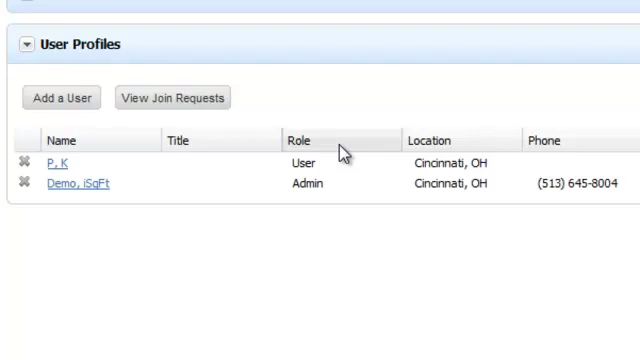 User Profiles
Add a User View Join Requests
Name Title Role Location Phone
P, K User Cincinnati, OH
Demo, iSqFt Admin Cincinnati, OH (513) 645-8004